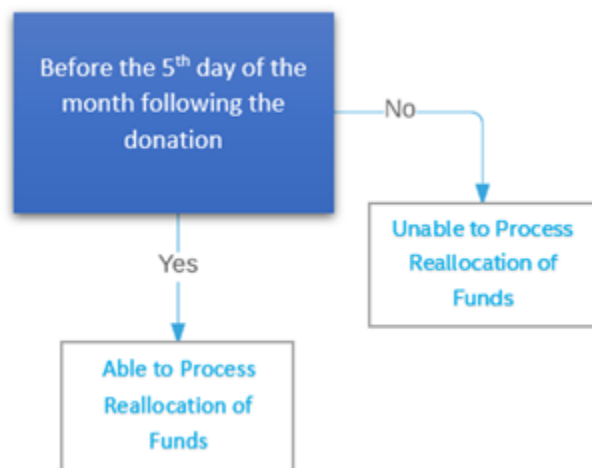 Before the 5th day of the
month following the
donation
No
Unable to Process
Reallocation of
Funds
Yes
Able to Process
Reallocation of
Funds